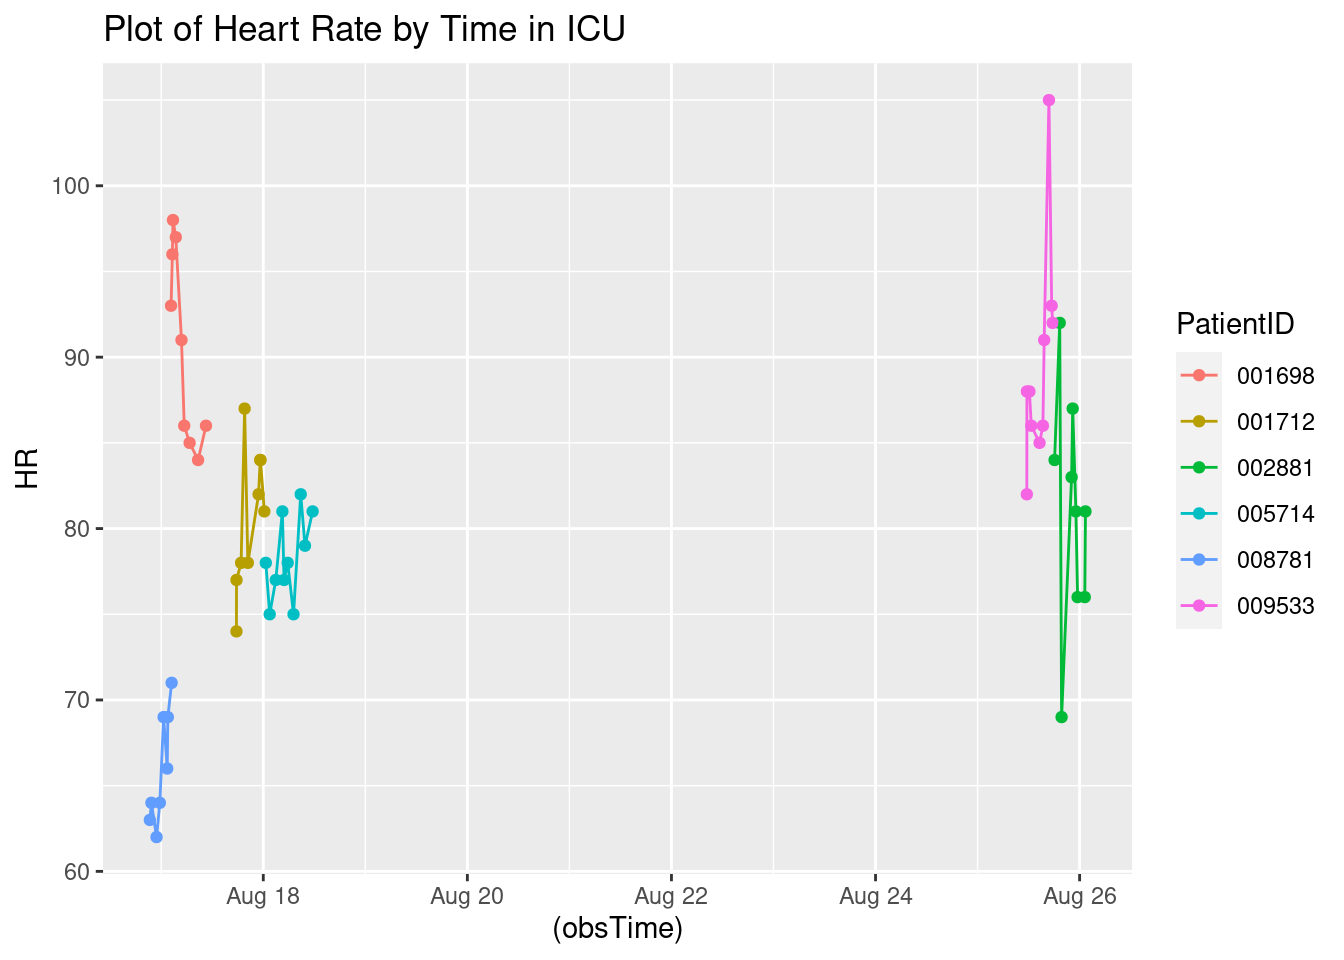 Plot of Heart Rate by Time in ICU
HR
100
90
80
70
60
Aug 18 Aug 20 Aug 22 Aug 24 Aug 26
(obsTime)
PatientID
001698
001712
002881
005714
008781
009533